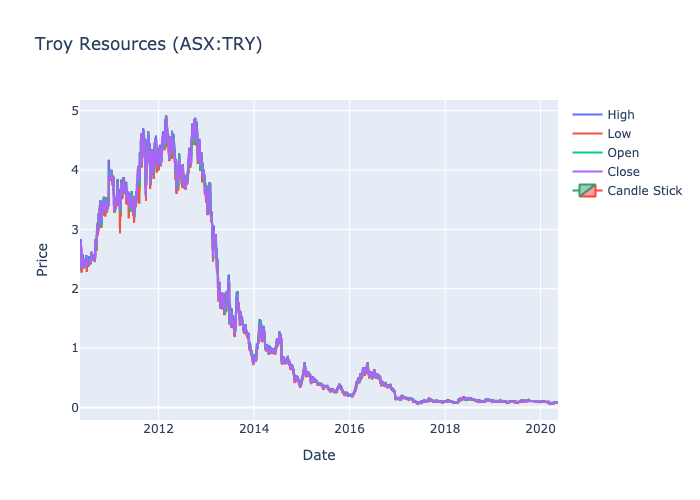 Troy Resources (ASX:TRY)
5
4
3
2
1
0
Price
2012
2014
2016
2018
2020
Date
High
Low
Open
Close
Candle Stick